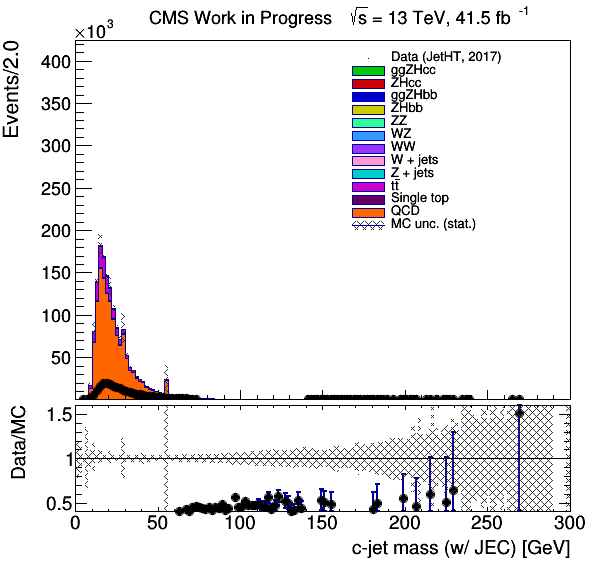 CMS Work in Progress √s = 13 TeV, 41.5 fb⁻¹
×10³
Events/2.0
400
350
300
250
200
150
100
50
Data (JetHT, 2017)
ggZHcc
ZHcc
ggZHbb
ZHbb
ZZ
WZ
WW
W + jets
Z + jets
tt̄
Single top
QCD
MC unc. (stat.)
Data/MC
1.5
1
0.5
0 50 100 150 200 250 300
c-jet mass (w/ JEC) [GeV]